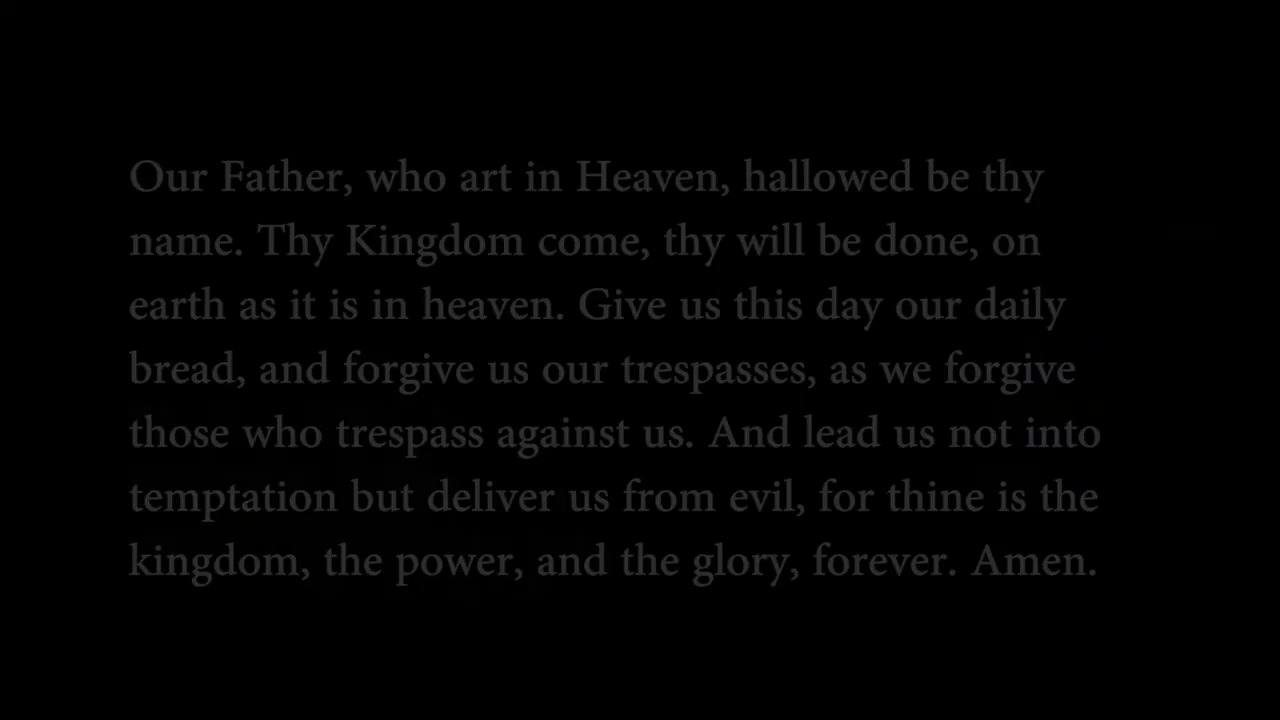 Our Father, who art in Heaven, hallowed be thy
name. Thy Kingdom come, thy will be done, on
earth as it is in heaven. Give us this day our daily
bread, and forgive us our trespasses, as we forgive
those who trespass against us. And lead us not into
temptation but deliver us from evil, for thine is the
kingdom, the power, and the glory, forever. Amen.